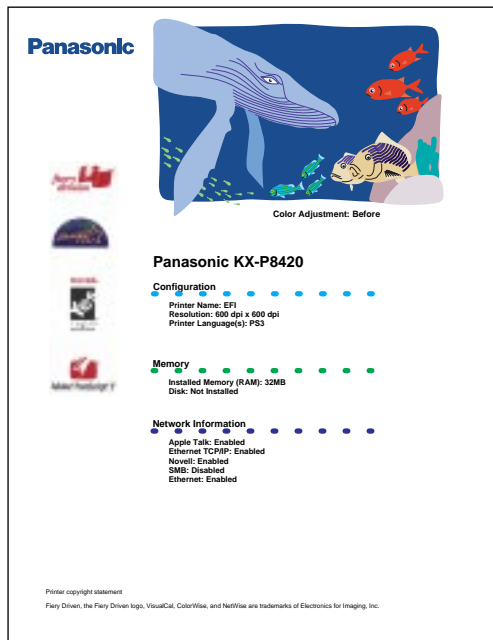 Panasonic
Color Adjustment: Before
Panasonic KX-P8420
Configuration
Printer Name: EFI
Resolution: 600 dpi x 600 dpi
Printer Language(s): PS3
Memory
Installed Memory (RAM): 32MB
Disk: Not Installed
Network Information
Apple Talk: Enabled
Ethernet TCP/IP: Enabled
Novell: Enabled
SMB: Disabled
Ethernet: Enabled
Printer copyright statement
Fiery Driven, the Fiery Driven logo, VisualCal, ColorWise, and NetWise are trademarks of Electronics for Imaging, Inc.